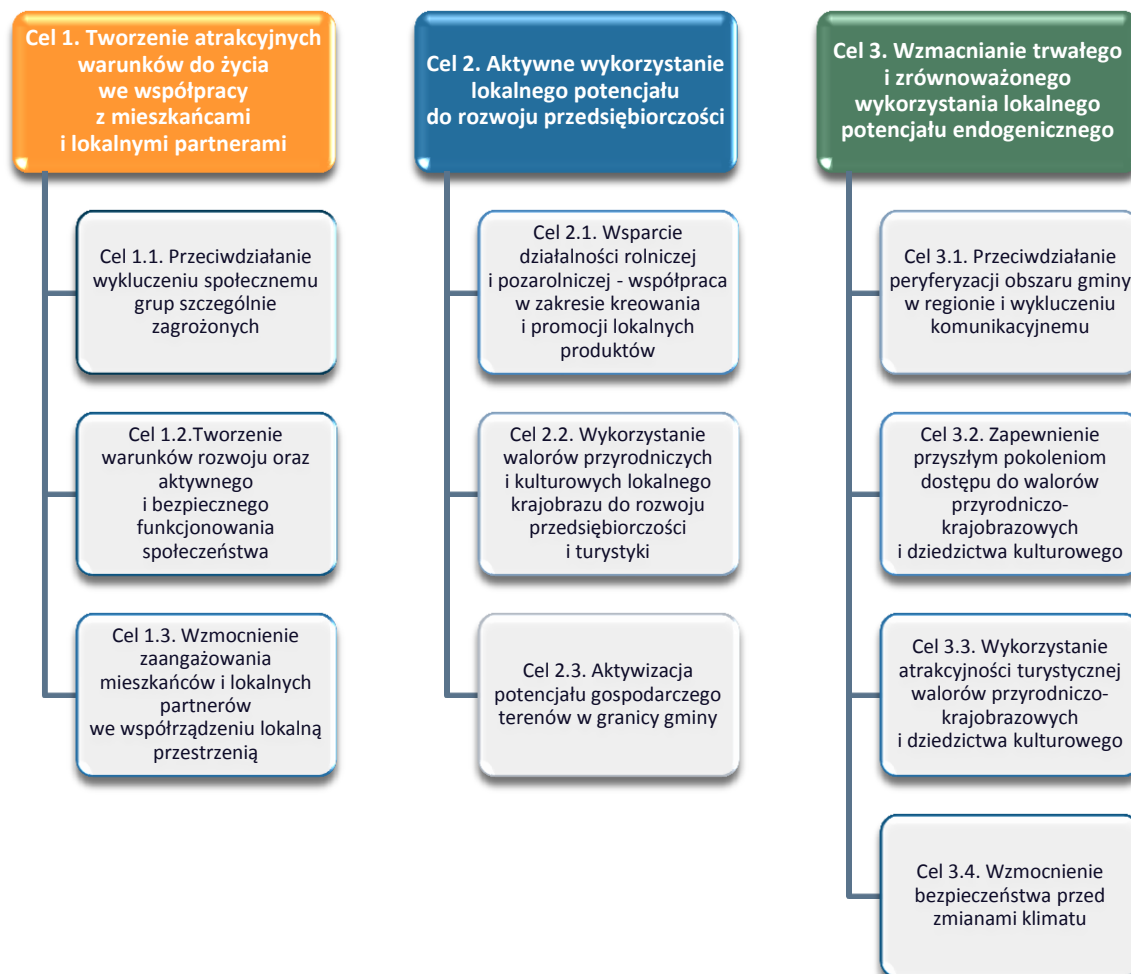 Cel 1. Tworzenie atrakcyjnych
warunków do życia
we współpracy
z mieszkańcami
i lokalnymi partnerami
Cel 1.1. Przeciwdziałanie
wykluczeniu społecznemu
grup szczególnie
zagrożonych
Cel 1.2.Tworzenie
warunków rozwoju oraz
aktywnego
i bezpiecznego
funkcjonowania
społeczeństwa
Cel 1.3. Wzmocnienie
zaangażowania
mieszkańców i lokalnych
partnerów
we współrządzeniu lokalną
przestrzenią
Cel 2. Aktywne wykorzystanie
lokalnego potencjału
do rozwoju przedsiębiorczości
Cel 2.1. Wsparcie
działalności rolniczej
i pozarolniczej - współpraca
w zakresie kreowania
i promocji lokalnych
produktów
Cel 2.2. Wykorzystanie
walorów przyrodniczych
i kulturowych lokalnego
krajobrazu do rozwoju
przedsiębiorczości
i turystyki
Cel 2.3. Aktywizacja
potencjału gospodarczego
terenów w granicy gminy
Cel 3. Wzmacnianie trwałego
i zrównoważonego
wykorzystania lokalnego
potencjału endogenicznego
Cel 3.1. Przeciwdziałanie
peryferyzacji obszaru gminy
w regionie i wykluczeniu
komunikacyjnemu
Cel 3.2. Zapewnienie
przyszłym pokoleniom
dostępu do walorów
przyrodniczo-
krajobrazowych
i dziedzictwa kulturowego
Cel 3.3. Wykorzystanie
atrakcyjności turystycznej
walorów przyrodniczo-
krajobrazowych
i dziedzictwa kulturowego
Cel 3.4. Wzmocnienie
bezpieczeństwa przed
zmianami klimatu